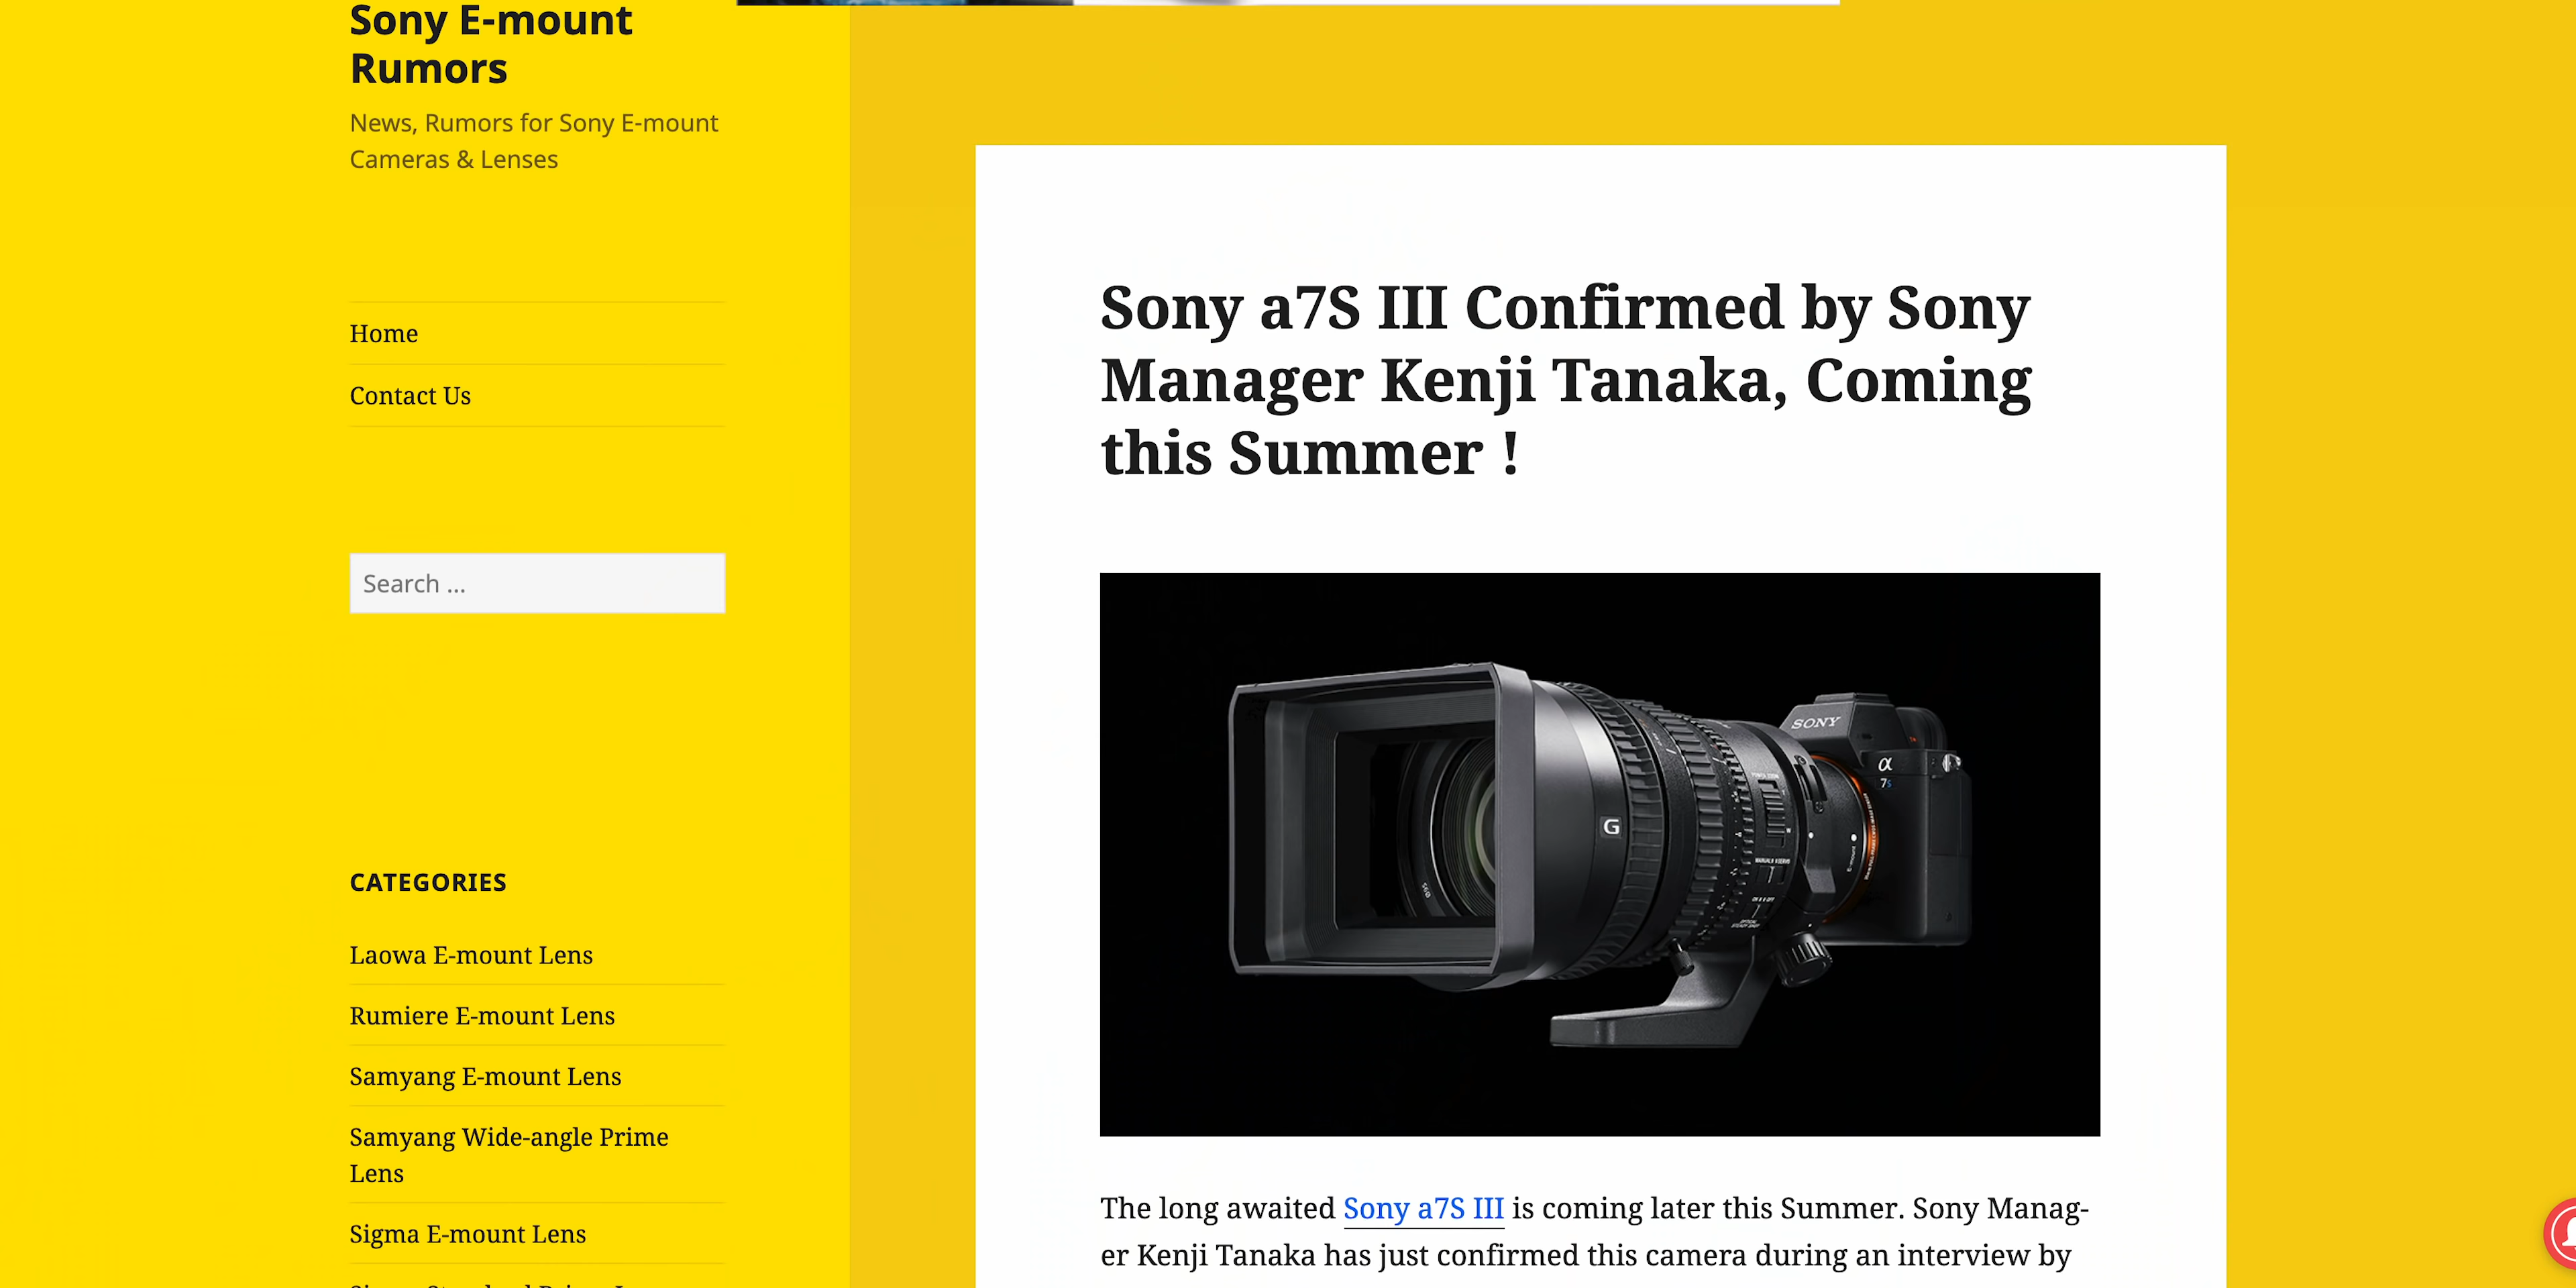 Sony E-mount
Rumors
News, Rumors for Sony E-mount
Cameras & Lenses
Home
Contact Us
Search ...
CATEGORIES
Laowa E-mount Lens
Rumiere E-mount Lens
Samyang E-mount Lens
Samyang Wide-angle Prime
Lens
Sigma E-mount Lens
Sony a7S III Confirmed by Sony
Manager Kenji Tanaka, Coming
this Summer !
SONY
α
7S
G
The long awaited Sony a7S III is coming later this Summer. Sony Manag-
er Kenji Tanaka has just confirmed this camera during an interview by